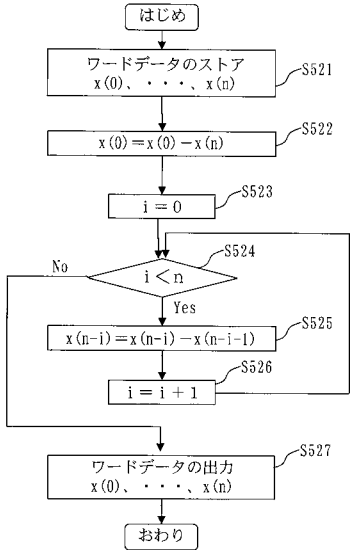 はじめ
ワードデータのストア
x(0)、・・・、x(n)
S521
x(0)=x(0)-x(n)
S522
i=0
S523
i<n
S524
No
Yes
x(n-i)=x(n-i)-x(n-i-1)
S525
i=i+1
S526
ワードデータの出力
x(0)、・・・、x(n)
S527
おわり